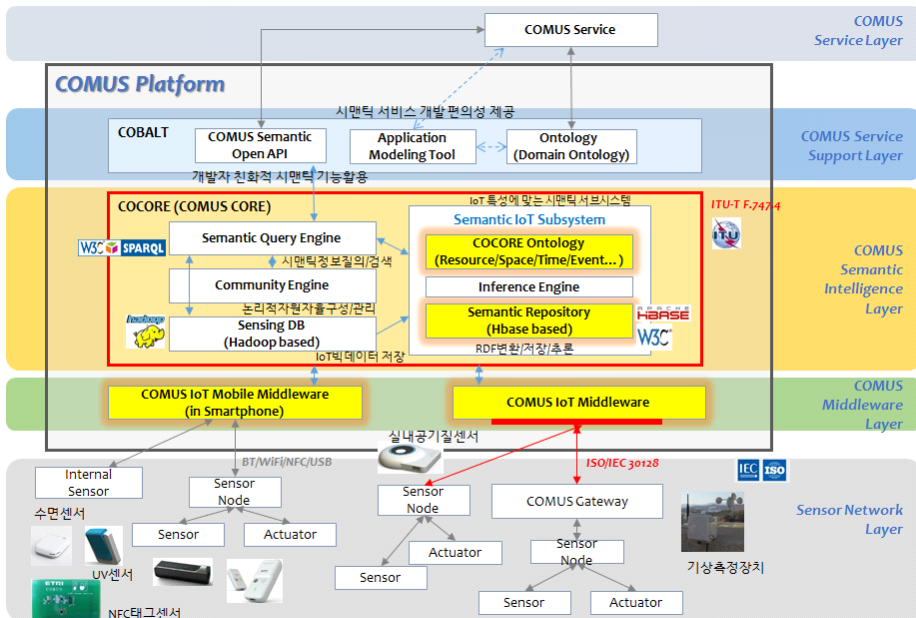 COMUS Service
COMUS
Service Layer
COMUS Platform
시맨틱 서비스 개발 편의성 제공
COBALT
COMUS Semantic
Open API
Application
Modeling Tool
Ontology
(Domain Ontology)
COMUS Service
Support Layer
개발자 친화적 시맨틱 기능활용
IoT 특성에 맞는 시맨틱 서브시스템
COCORE (COMUS CORE)
ITU-T F.747.4
ITU
W3C SPARQL
Semantic Query Engine
Semantic IoT Subsystem
COCORE Ontology
(Resource/Space/Time/Event...)
시맨틱정보질의/검색
Community Engine
Inference Engine
COMUS
Semantic
Intelligence
Layer
논리적자원자율구성/관리
hadoop
Sensing DB
(Hadoop based)
Semantic Repository
(Hbase based)
APACHE
HBASE
W3C
RDF변환/저장/추론
IoT빅데이터 저장
COMUS IoT Mobile Middleware
(in Smartphone)
COMUS IoT Middleware
COMUS
Middleware
Layer
실내공기질센서
BT/WiFi/NFC/USB
ISO/IEC 30128
IEC ISO
Internal
Sensor
Sensor
Node
Sensor
Node
COMUS Gateway
Sensor Network
Layer
수면센서
Sensor
Actuator
Actuator
Sensor
Node
기상측정장치
UV센서
Sensor
Sensor
Actuator
ETRI
NFC태그센서